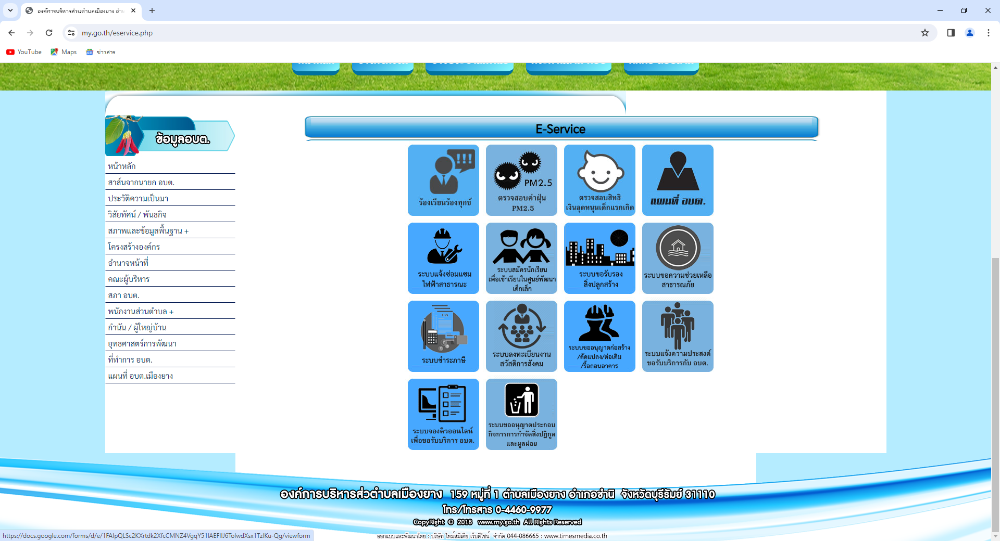 องค์การบริหารส่วนตำบลเมืองยาง อำเ
my.go.th/eservice.php
YouTube
Maps
ข่าวสาร
ข้อมูลอบต.
หน้าหลัก
สาส์นจากนายก อบต.
ประวัติความเป็นมา
วิสัยทัศน์ / พันธกิจ
สภาพและข้อมูลพื้นฐาน +
โครงสร้างองค์กร
อำนาจหน้าที่
คณะผู้บริหาร
สภา อบต.
พนักงานส่วนตำบล +
กำนัน / ผู้ใหญ่บ้าน
ยุทธศาสตร์การพัฒนา
ที่ทำการ อบต.
แผนที่ อบต.เมืองยาง
E-Service
!!!
ร้องเรียนร้องทุกข์
PM2.5
ตรวจสอบค่าฝุ่น
PM2.5
ตรวจสอบสิทธิ
เงินอุดหนุนเด็กแรกเกิด
แผนที่ อบต.
ระบบแจ้งซ่อมแซม
ไฟฟ้าสาธารณะ
ระบบสมัครนักเรียน
เพื่อเข้าเรียนในศูนย์พัฒนา
เด็กเล็ก
ระบบขอรับรอง
สิ่งปลูกสร้าง
ระบบขอความช่วยเหลือ
สาธารณภัย
TAX
ระบบชำระภาษี
ระบบลงทะเบียนงาน
สวัสดิการสังคม
ระบบขออนุญาตก่อสร้าง
/ดัดแปลง/ต่อเติม
/รื้อถอนอาคาร
ระบบแจ้งความประสงค์
ขอรับบริการกับ อบต.
ระบบจองคิวออนไลน์
เพื่อขอรับบริการ อบต.
ระบบขออนุญาตประกอบ
กิจการการกำจัดสิ่งปฏิกูล
และมูลฝอย
องค์การบริหารส่วตำบลเมืองยาง 159 หมู่ที่ 1 ตำบลเมืองยาง อำเภอชำนิ จังหวัดบุรีรัมย์ 31110
โทร/โทรสาร 0-4460-9977
CopyRight © 2018 www.my.go.th All Rights Reserved
ออกแบบและพัฒนาโดย : บริษัท ไทม์สมีเดีย เว็บดีไซน์ จำกัด 044-086665 : www.timesmedia.co.th
https://docs.google.com/forms/d/e/1FAIpQLSc2KXrtdk2XfcCMNZ4VgqY51IAEFIIJ6ToIwdXsx1TzIKu-Qg/viewform